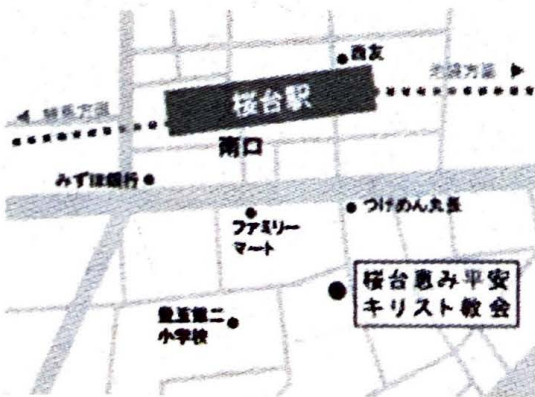 西友
池袋方面 ▶
◀ 練馬方面
桜台駅
南口
みずほ銀行
つけめん丸長
ファミリー
マート
桜台恵み平安
キリスト教会
豊玉第二
小学校